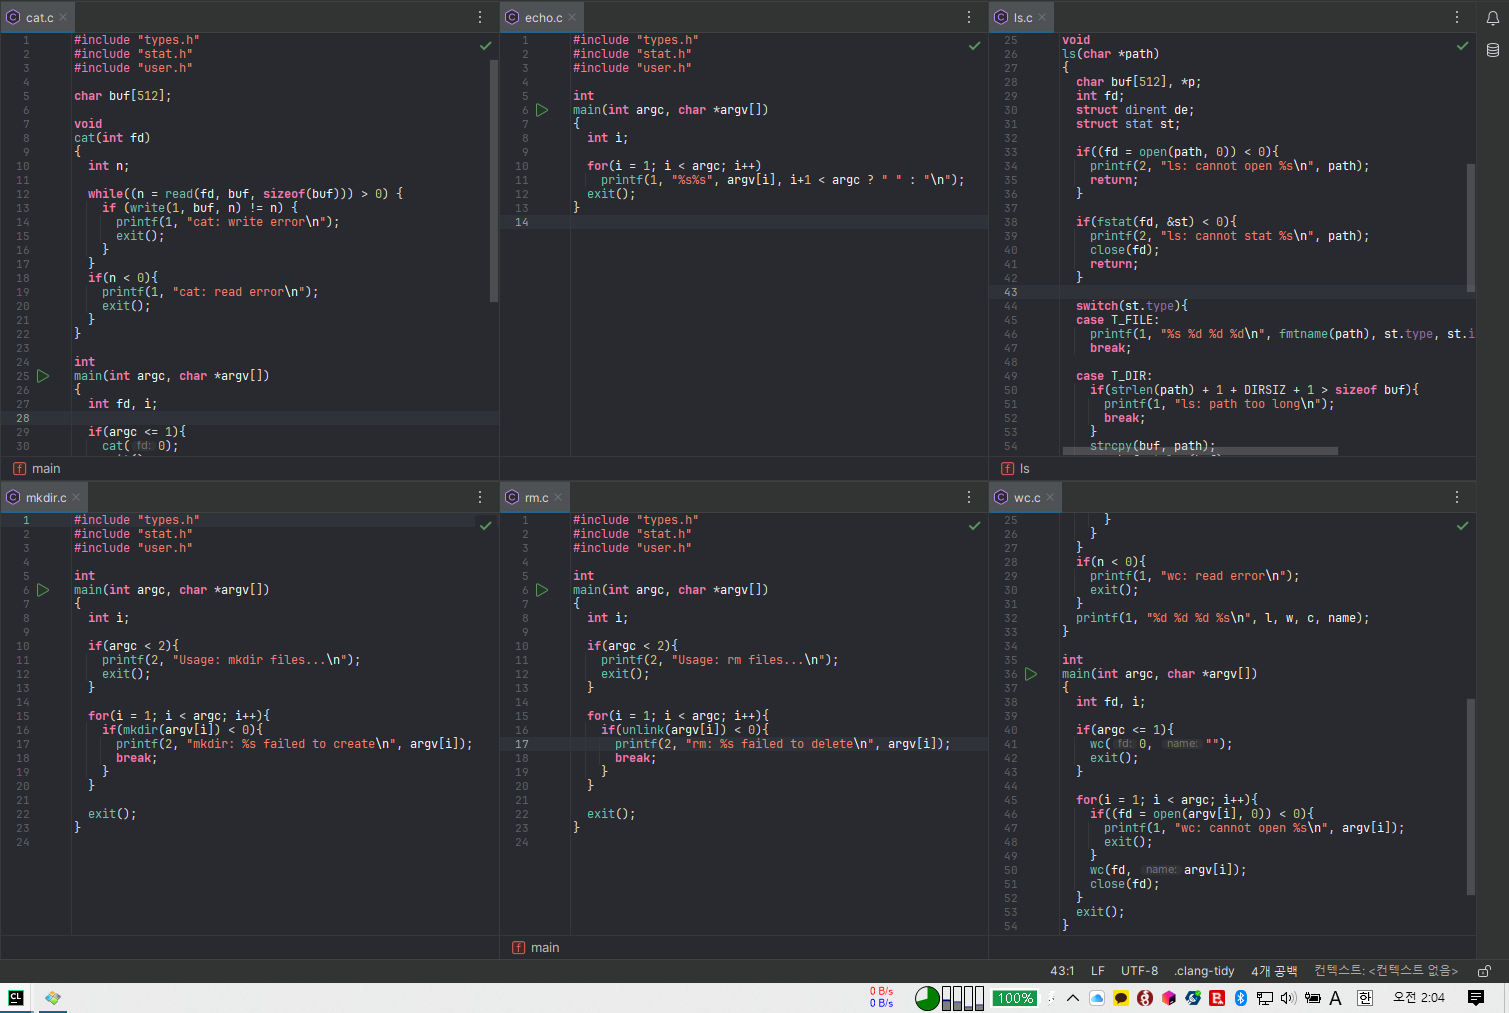 cat.c
1 #include "types.h"
2 #include "stat.h"
3 #include "user.h"
4
5 char buf[512];
6
7 void
8 cat(int fd)
9 {
10   int n;
11
12   while((n = read(fd, buf, sizeof(buf))) > 0) {
13     if (write(1, buf, n) != n) {
14       printf(1, "cat: write error\n");
15       exit();
16     }
17   }
18   if(n < 0){
19     printf(1, "cat: read error\n");
20     exit();
21   }
22 }
23
24 int
25 main(int argc, char *argv[])
26 {
27   int fd, i;
28
29   if(argc <= 1){
30     cat( fd: 0);
f main
echo.c
1 #include "types.h"
2 #include "stat.h"
3 #include "user.h"
4
5 int
6 main(int argc, char *argv[])
7 {
8   int i;
9
10   for(i = 1; i < argc; i++)
11     printf(1, "%s%s", argv[i], i+1 < argc ? " " : "\n");
12   exit();
13 }
14
ls.c
25 void
26 ls(char *path)
27 {
28   char buf[512], *p;
29   int fd;
30   struct dirent de;
31   struct stat st;
32
33   if((fd = open(path, 0)) < 0){
34     printf(2, "ls: cannot open %s\n", path);
35     return;
36   }
37
38   if(fstat(fd, &st) < 0){
39     printf(2, "ls: cannot stat %s\n", path);
40     close(fd);
41     return;
42   }
43
44   switch(st.type){
45   case T_FILE:
46     printf(1, "%s %d %d %d\n", fmtname(path), st.type, st.i
47     break;
48
49   case T_DIR:
50     if(strlen(path) + 1 + DIRSIZ + 1 > sizeof buf){
51       printf(1, "ls: path too long\n");
52       break;
53     }
54     strcpy(buf, path);
f ls
mkdir.c
1 #include "types.h"
2 #include "stat.h"
3 #include "user.h"
4
5 int
6 main(int argc, char *argv[])
7 {
8   int i;
9
10   if(argc < 2){
11     printf(2, "Usage: mkdir files...\n");
12     exit();
13   }
14
15   for(i = 1; i < argc; i++){
16     if(mkdir(argv[i]) < 0){
17       printf(2, "mkdir: %s failed to create\n", argv[i]);
18       break;
19     }
20   }
21
22   exit();
23 }
24
rm.c
1 #include "types.h"
2 #include "stat.h"
3 #include "user.h"
4
5 int
6 main(int argc, char *argv[])
7 {
8   int i;
9
10   if(argc < 2){
11     printf(2, "Usage: rm files...\n");
12     exit();
13   }
14
15   for(i = 1; i < argc; i++){
16     if(unlink(argv[i]) < 0){
17       printf(2, "rm: %s failed to delete\n", argv[i]);
18       break;
19     }
20   }
21
22   exit();
23 }
24
f main
wc.c
25       }
26     }
27   }
28   if(n < 0){
29     printf(1, "wc: read error\n");
30     exit();
31   }
32   printf(1, "%d %d %d %s\n", l, w, c, name);
33 }
34
35 int
36 main(int argc, char *argv[])
37 {
38   int fd, i;
39
40   if(argc <= 1){
41     wc( fd: 0, name: "");
42     exit();
43   }
44
45   for(i = 1; i < argc; i++){
46     if((fd = open(argv[i], 0)) < 0){
47       printf(1, "wc: cannot open %s\n", argv[i]);
48       exit();
49     }
50     wc(fd, name: argv[i]);
51     close(fd);
52   }
53   exit();
54 }
43:1 LF UTF-8 .clang-tidy 4개 공백 컨텍스트: <컨텍스트 없음>
CL
0 B/s
0 B/s
100%
A 한 오전 2:04